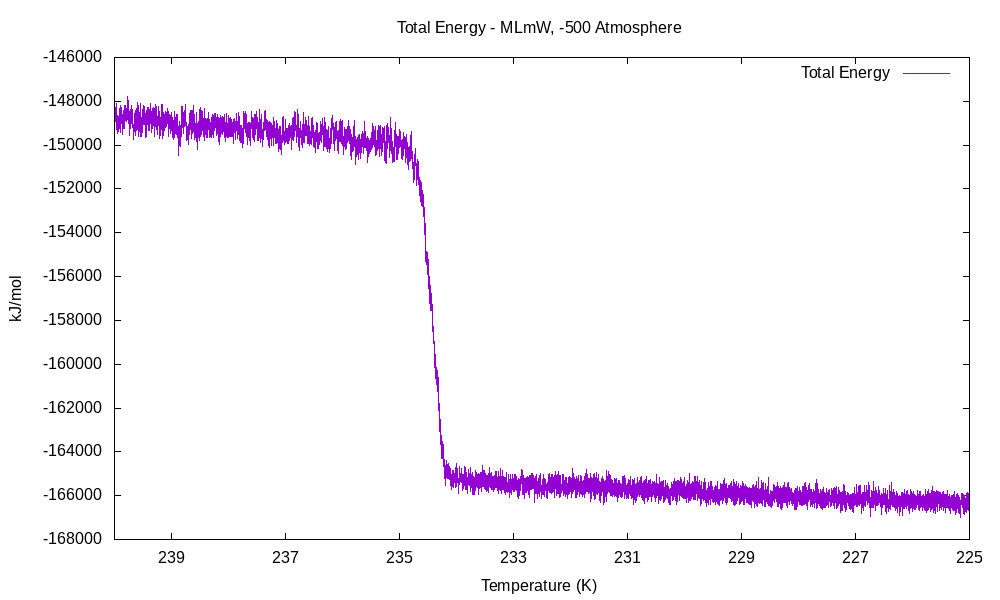 Total Energy - MLmW, -500 Atmosphere
Total Energy
-146000
-148000
-150000
-152000
-154000
-156000
-158000
-160000
-162000
-164000
-166000
-168000
kJ/mol
239 237 235 233 231 229 227 225
Temperature (K)